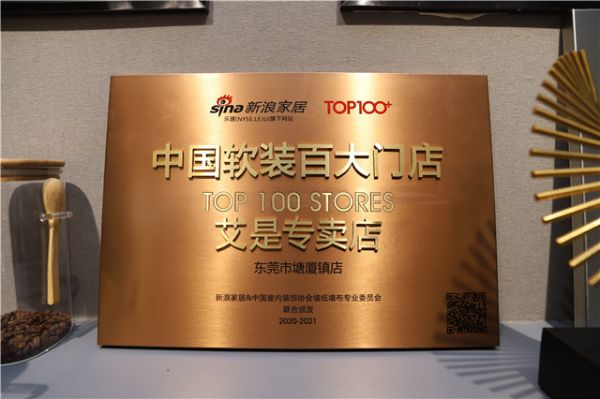 sina新浪家居 TOP100+
乐居(NYSE:LEJU)旗下网站
中国软装百大门店
TOP 100 STORES
艾是专卖店
东莞市塘厦镇店
新浪家居&中国室内装饰协会墙纸墙布专业委员会
联合颁发
2020-2021